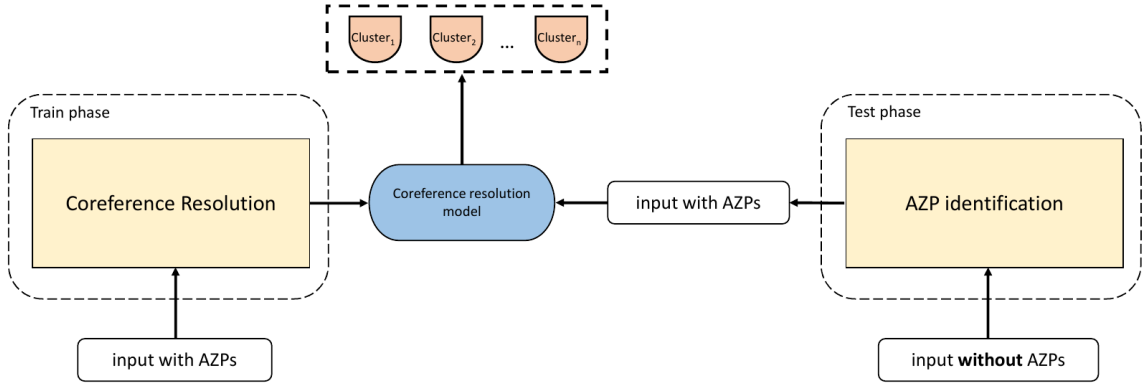 Cluster₁ Cluster₂ ... Clusterₙ
Train phase
Test phase
Coreference Resolution
Coreference resolution
model
input with AZPs
AZP identification
input with AZPs
input without AZPs